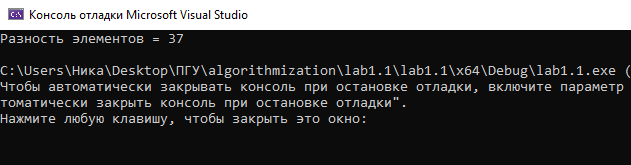 Консоль отладки Microsoft Visual Studio
Разность элементов = 37
C:\Users\Ника\Desktop\ПГУ\algorithmization\lab1.1\lab1.1\x64\Debug\lab1.1.exe (
Чтобы автоматически закрывать консоль при остановке отладки, включите параметр
томатически закрыть консоль при остановке отладки".
Нажмите любую клавишу, чтобы закрыть это окно: